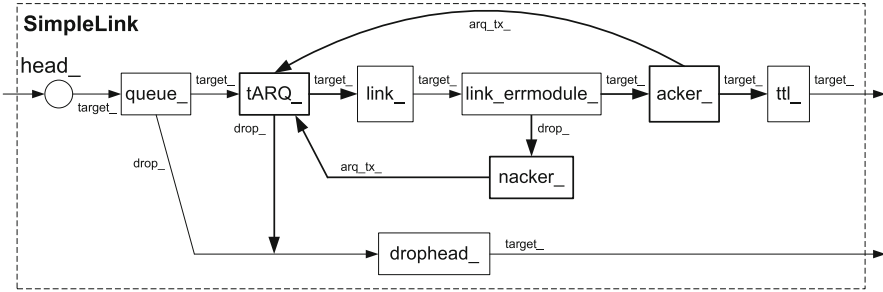 SimpleLink
arq_tx_
head_
target_
queue_
target_
tARQ_
target_
link_
target_
link_errmodule_
target_
acker_
target_
ttl_
target_
drop_
drop_
drop_
arq_tx_
nacker_
drophead_
target_